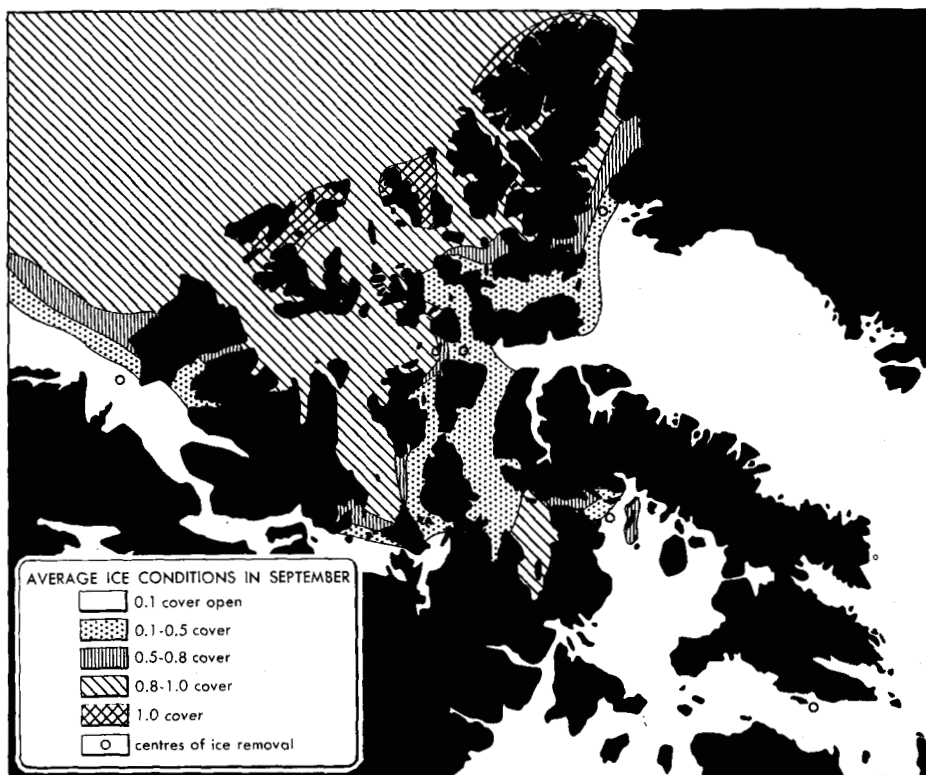 AVERAGE ICE CONDITIONS IN SEPTEMBER
0.1 cover open
0.1-0.5 cover
0.5-0.8 cover
0.8-1.0 cover
1.0 cover
centres of ice removal